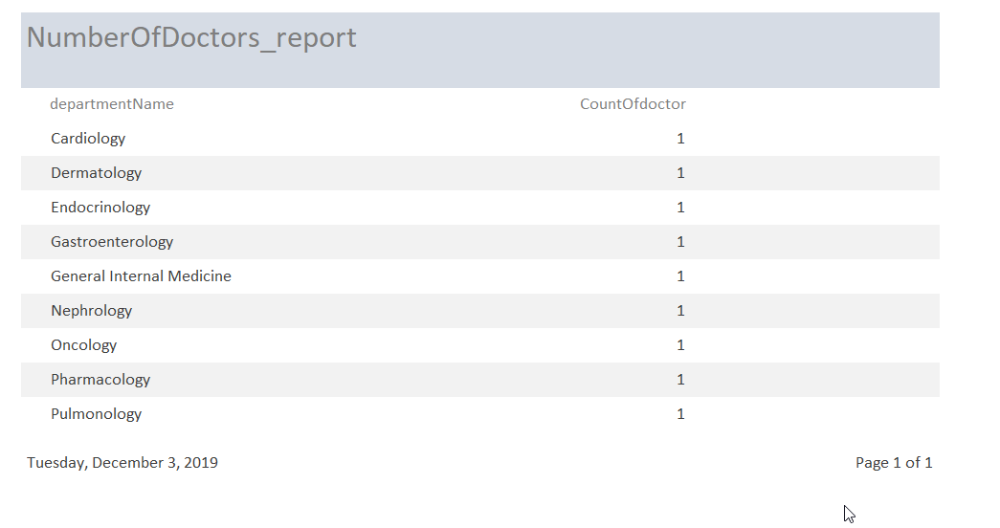 NumberOfDoctors_report
departmentName CountOfdoctor
Cardiology 1
Dermatology 1
Endocrinology 1
Gastroenterology 1
General Internal Medicine 1
Nephrology 1
Oncology 1
Pharmacology 1
Pulmonology 1
Tuesday, December 3, 2019 Page 1 of 1